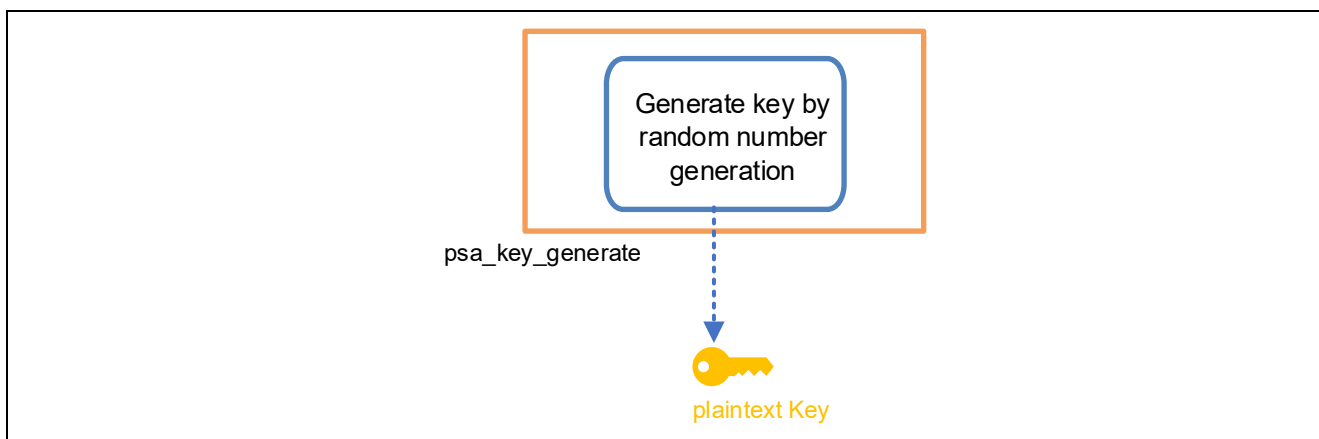 Generate key by
random number
generation
psa_key_generate
plaintext Key